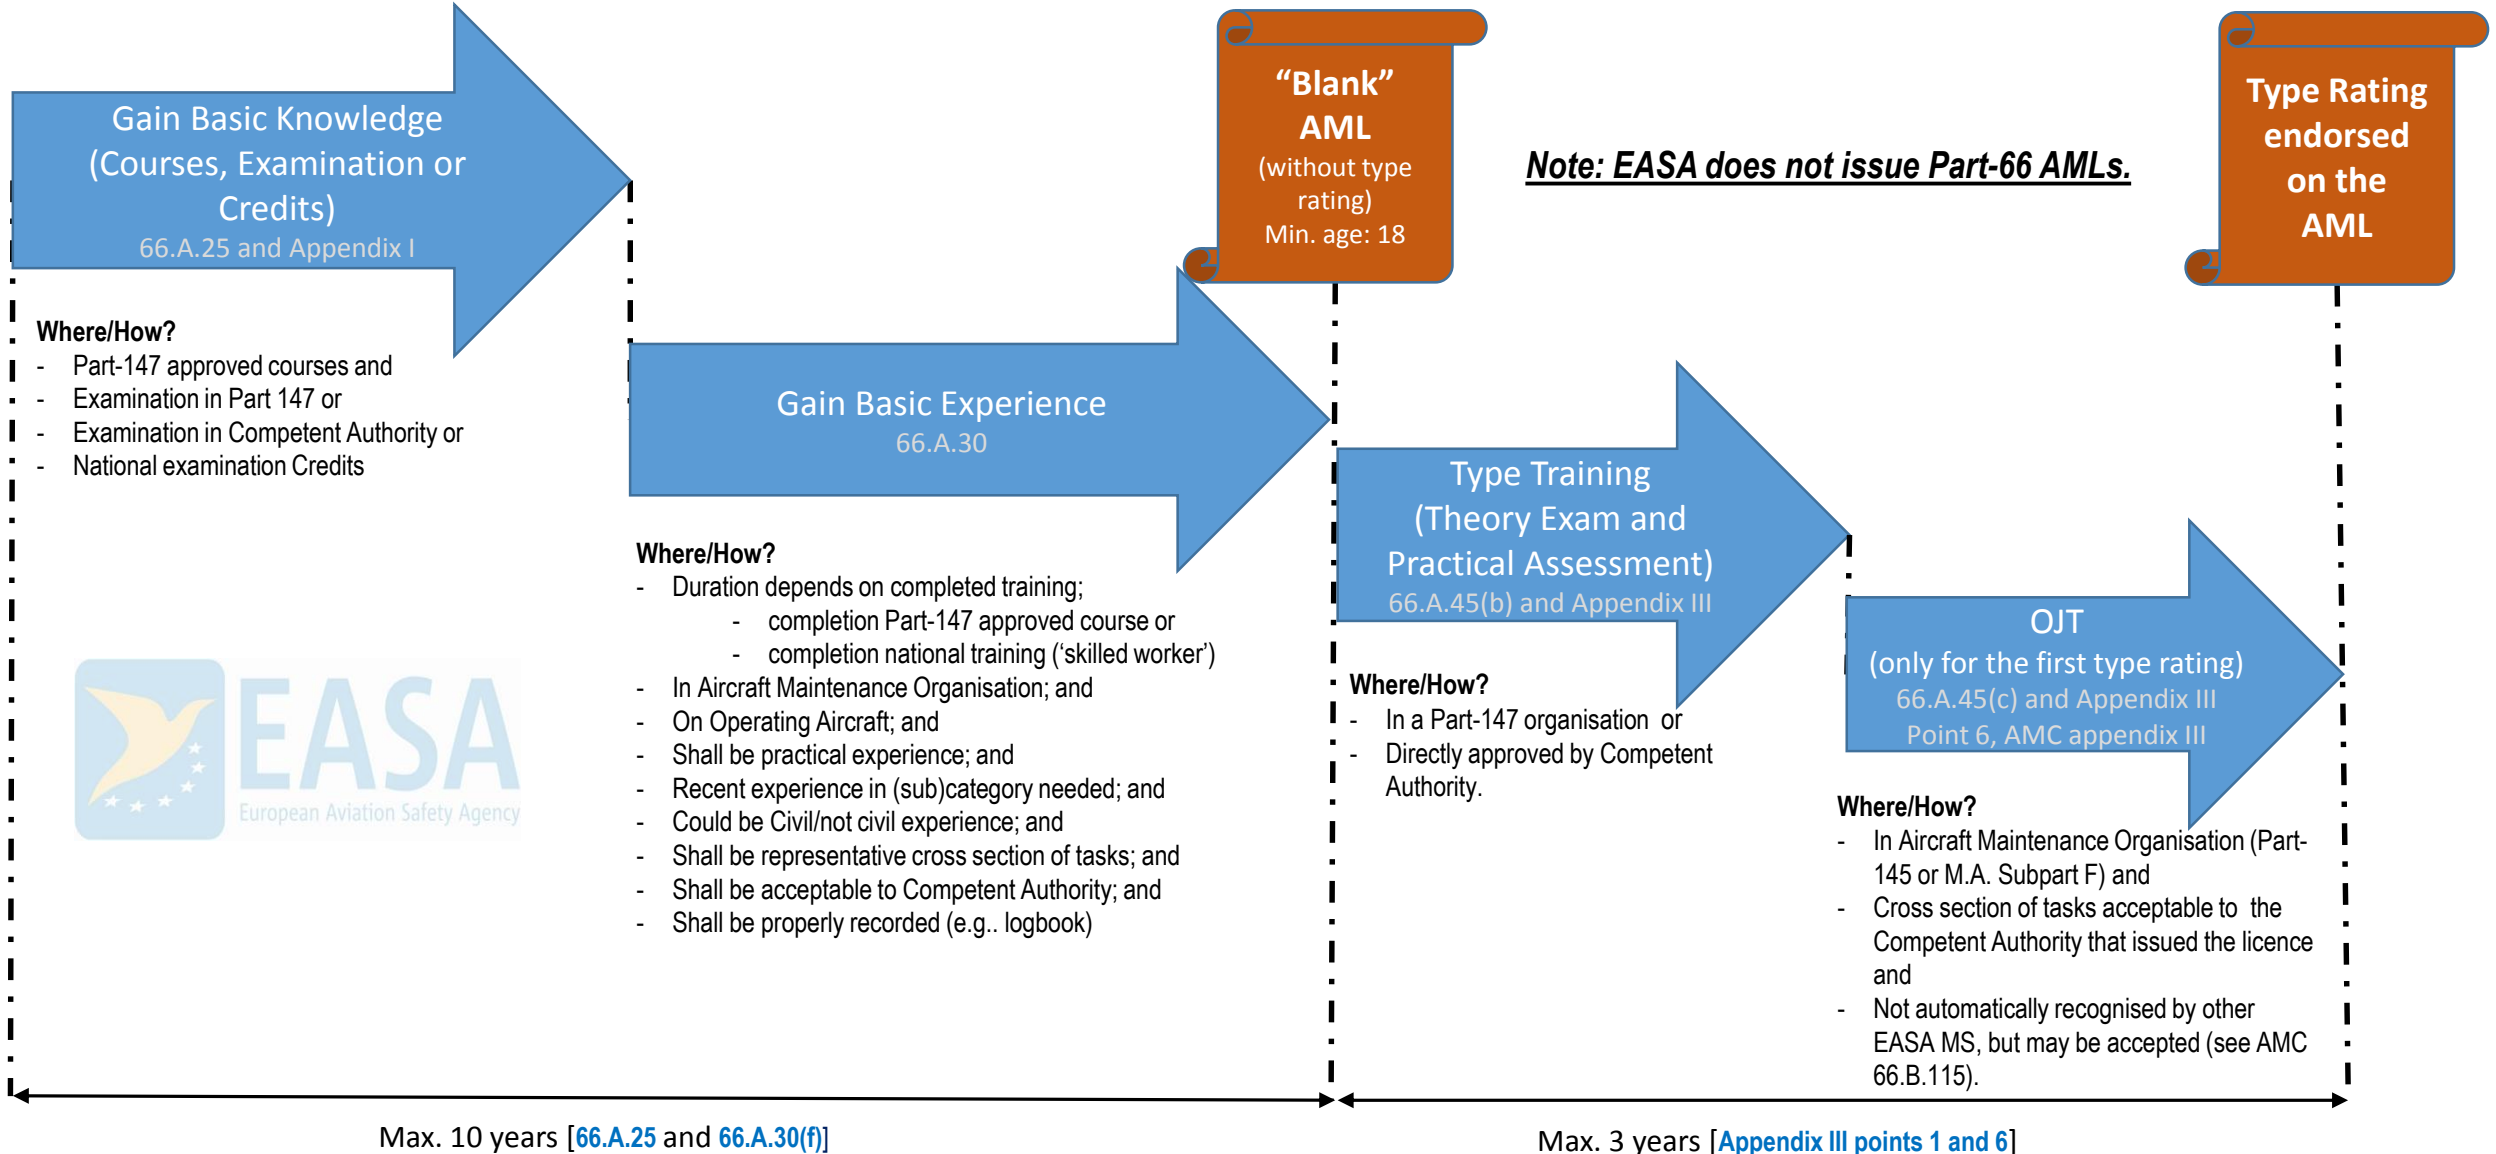 Gain Basic Knowledge
(Courses, Examination or
Credits)
66.A.25 and Appendix I
Where/How?
- Part-147 approved courses and
- Examination in Part 147 or
- Examination in Competent Authority or
- National examination Credits
EASA
European Aviation Safety Agency
Gain Basic Experience
66.A.30
Where/How?
- Duration depends on completed training;
- completion Part-147 approved course or
- completion national training (‘skilled worker’)
- In Aircraft Maintenance Organisation; and
- On Operating Aircraft; and
- Shall be practical experience; and
- Recent experience in (sub)category needed; and
- Could be Civil/not civil experience; and
- Shall be representative cross section of tasks; and
- Shall be acceptable to Competent Authority; and
- Shall be properly recorded (e.g.. logbook)
“Blank”
AML
(without type
rating)
Min. age: 18
Note: EASA does not issue Part-66 AMLs.
Type Rating
endorsed
on the
AML
Type Training
(Theory Exam and
Practical Assessment)
66.A.45(b) and Appendix III
Where/How?
- In a Part-147 organisation or
- Directly approved by Competent
Authority.
OJT
(only for the first type rating)
66.A.45(c) and Appendix III
Point 6, AMC appendix III
Where/How?
- In Aircraft Maintenance Organisation (Part-
145 or M.A. Subpart F) and
- Cross section of tasks acceptable to the
Competent Authority that issued the licence
and
- Not automatically recognised by other
EASA MS, but may be accepted (see AMC
66.B.115).
Max. 10 years [66.A.25 and 66.A.30(f)]
Max. 3 years [Appendix III points 1 and 6]